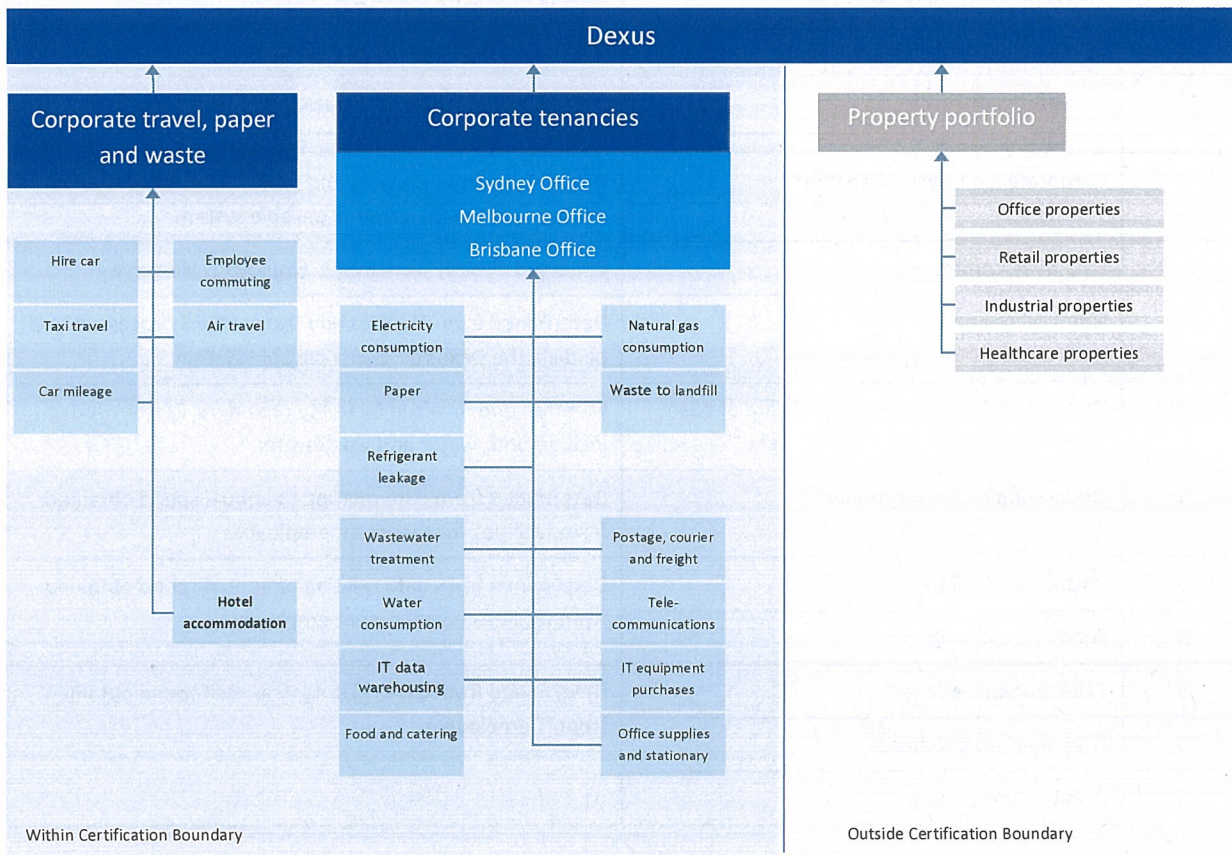 Dexus
Corporate travel, paper
and waste
Hire car
Employee
commuting
Taxi travel
Air travel
Car mileage
Hotel
accommodation
Corporate tenancies
Sydney Office
Melbourne Office
Brisbane Office
Electricity
consumption
Natural gas
consumption
Paper
Waste to landfill
Refrigerant
leakage
Wastewater
treatment
Postage, courier
and freight
Water
consumption
Tele-
communications
IT data
warehousing
IT equipment
purchases
Food and catering
Office supplies
and stationary
Property portfolio
Office properties
Retail properties
Industrial properties
Healthcare properties
Within Certification Boundary
Outside Certification Boundary